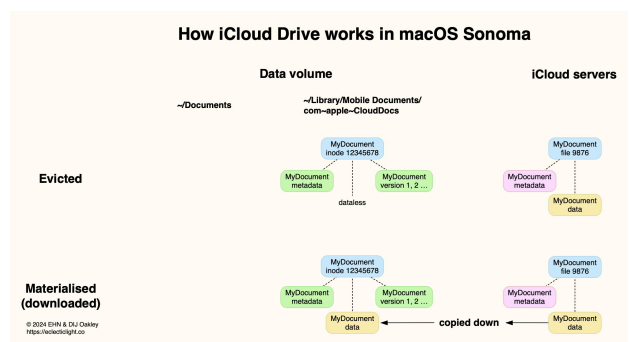 How iCloud Drive works in macOS Sonoma
Data volume
iCloud servers
~/Documents
~/Library/Mobile Documents/
com~apple~CloudDocs
Evicted
MyDocument
inode 12345678
MyDocument
metadata
dataless
MyDocument
version 1, 2 ...
MyDocument
file 9876
MyDocument
metadata
MyDocument
data
Materialised
(downloaded)
MyDocument
inode 12345678
MyDocument
metadata
MyDocument
version 1, 2 ...
MyDocument
data
copied down
MyDocument
file 9876
MyDocument
metadata
MyDocument
data
© 2024 EHN & DIJ Oakley
https://eclecticlight.co